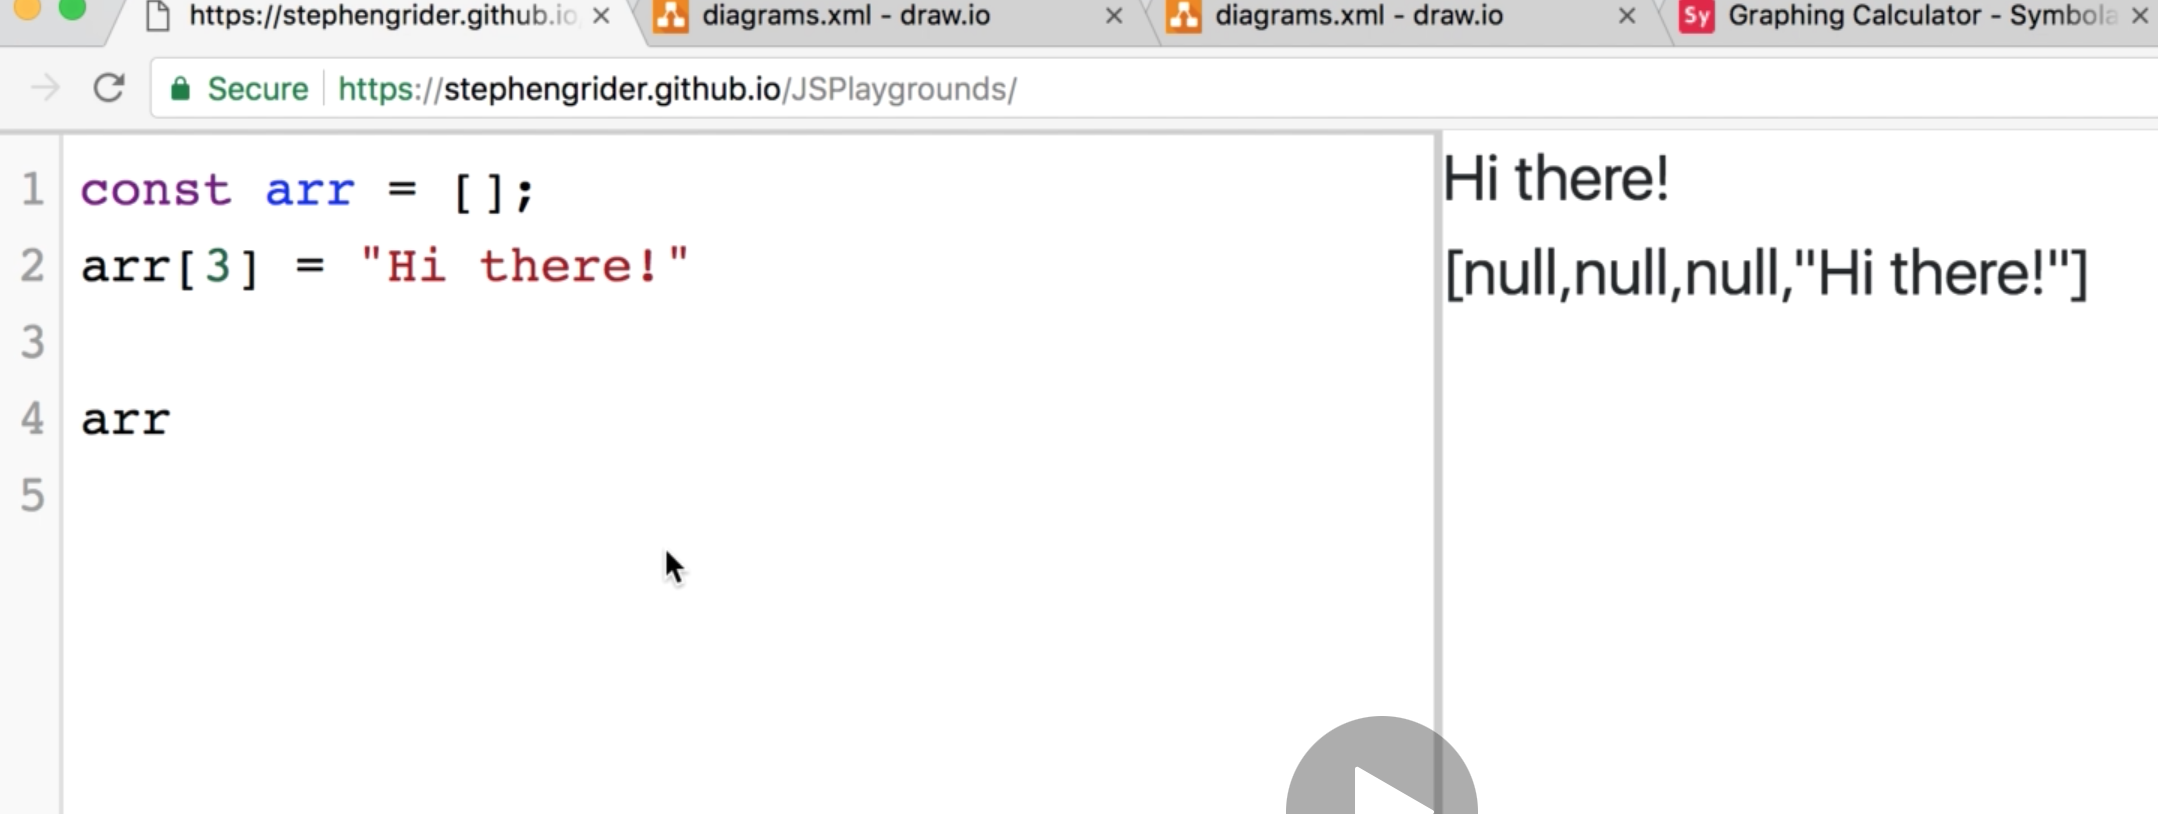 https://stephengrider.github.io
diagrams.xml - draw.io
diagrams.xml - draw.io
Sy Graphing Calculator - Symbola
Secure https://stephengrider.github.io/JSPlaygrounds/
1 const arr = [];
2 arr[3] = "Hi there!"
3
4 arr
5
Hi there!
[null,null,null,"Hi there!"]